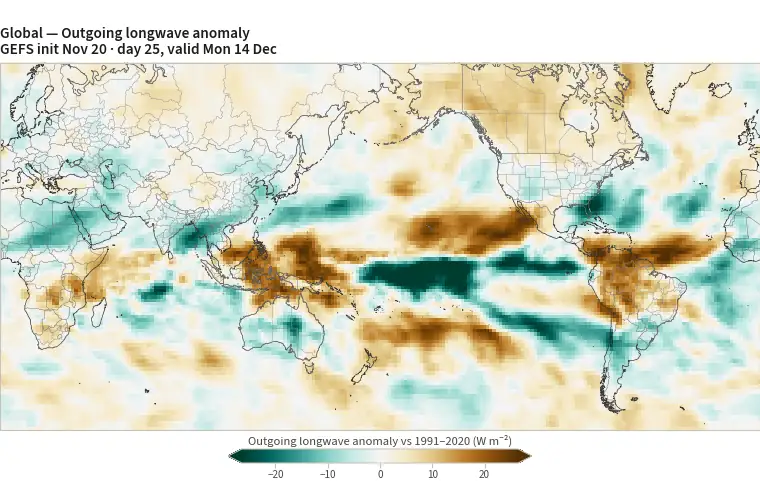 Global — Outgoing longwave anomaly
GEFS init Nov 20 · day 25, valid Mon 14 Dec
Outgoing longwave anomaly vs 1991–2020 (W m⁻²)
−20 −10 0 10 20